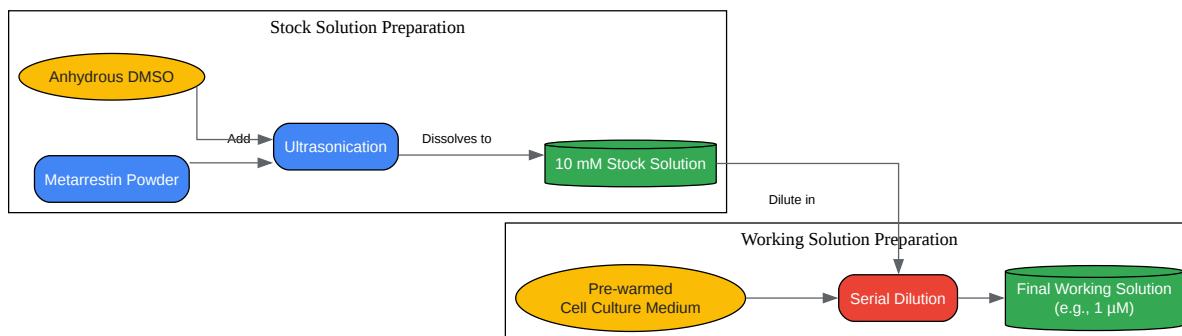 Stock Solution Preparation
Anhydrous DMSO
Add
Ultrasonication
Dissolves to
Metarrestin Powder
10 mM Stock Solution
Dilute in
Working Solution Preparation
Pre-warmed
Cell Culture Medium
Serial Dilution
Final Working Solution
(e.g., 1 µM)